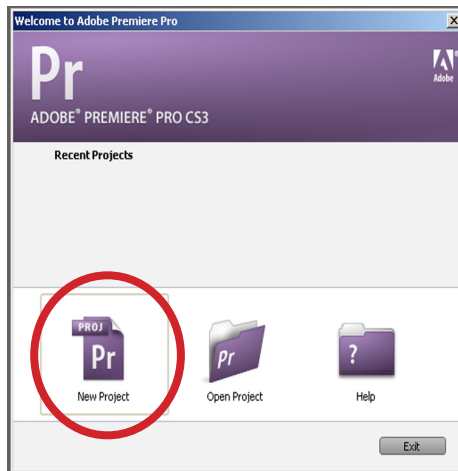 Welcome to Adobe Premiere Pro
X
Pr
Adobe
ADOBE® PREMIERE® PRO CS3
Recent Projects
PROJ
Pr
Pr
?
New Project
Open Project
Help
Exit